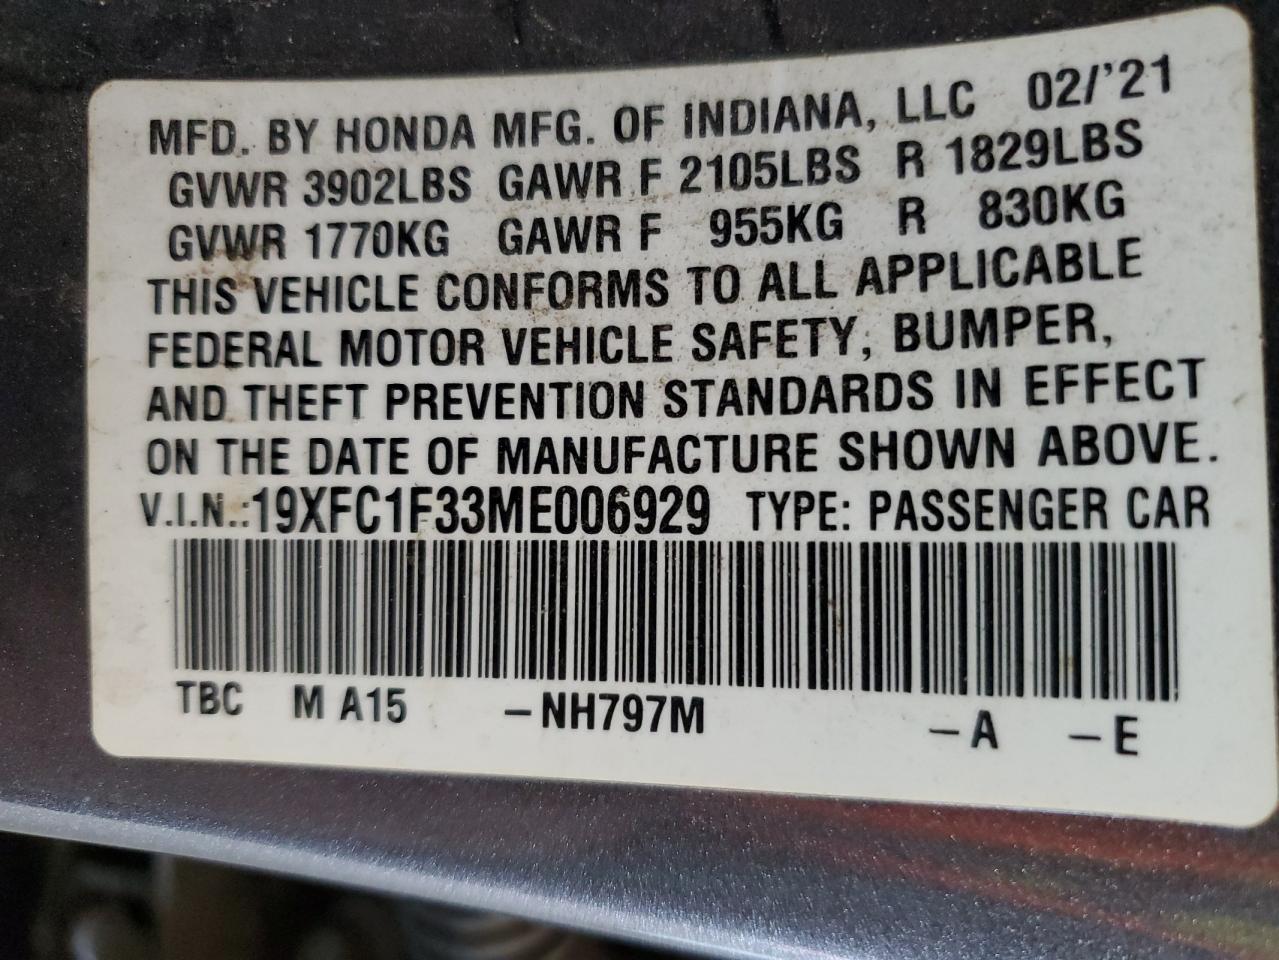 MFD. BY HONDA MFG. OF INDIANA, LLC 02/'21
GVWR 3902LBS GAWR F 2105LBS R 1829LBS
GVWR 1770KG GAWR F 955KG R 830KG
THIS VEHICLE CONFORMS TO ALL APPLICABLE
FEDERAL MOTOR VEHICLE SAFETY, BUMPER,
AND THEFT PREVENTION STANDARDS IN EFFECT
ON THE DATE OF MANUFACTURE SHOWN ABOVE.
V.I.N.:19XFC1F33ME006929 TYPE: PASSENGER CAR
TBC M A15 –NH797M –A –E